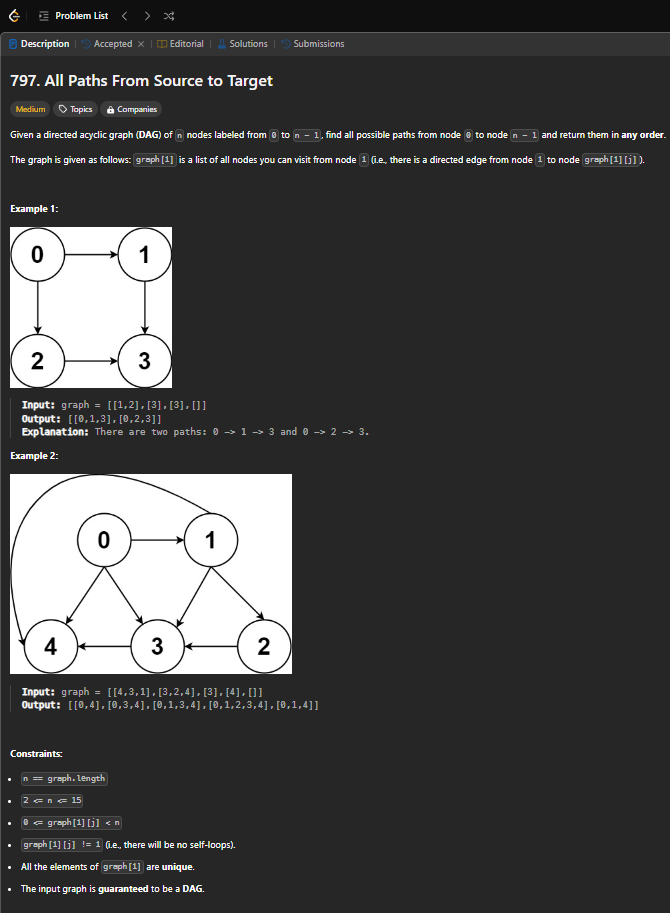 Problem List
Description | Accepted × | Editorial | Solutions | Submissions
797. All Paths From Source to Target
Medium Topics Companies
Given a directed acyclic graph (DAG) of n nodes labeled from 0 to n - 1, find all possible paths from node 0 to node n - 1 and return them in any order.
The graph is given as follows: graph[i] is a list of all nodes you can visit from node i (i.e., there is a directed edge from node i to node graph[i][j]).
Example 1:
0 1
2 3
Input: graph = [[1,2],[3],[3],[]]
Output: [[0,1,3],[0,2,3]]
Explanation: There are two paths: 0 -> 1 -> 3 and 0 -> 2 -> 3.
Example 2:
0 1
4 3 2
Input: graph = [[4,3,1],[3,2,4],[3],[4],[]]
Output: [[0,4],[0,3,4],[0,1,3,4],[0,1,2,3,4],[0,1,4]]
Constraints:
• n == graph.length
• 2 <= n <= 15
• 0 <= graph[i][j] < n
• graph[i][j] != i (i.e., there will be no self-loops).
• All the elements of graph[i] are unique.
• The input graph is guaranteed to be a DAG.